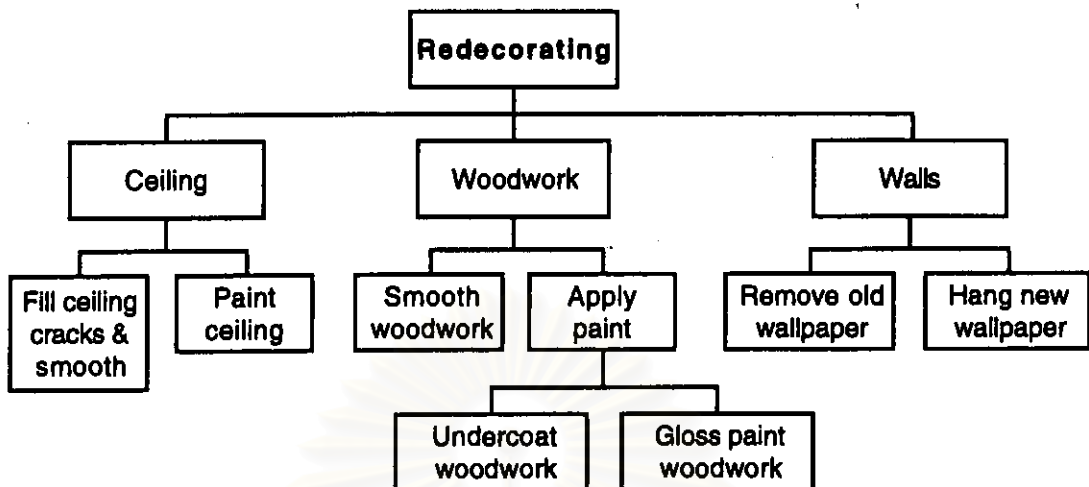 Redecorating
Ceiling
Woodwork
Walls
Fill ceiling
cracks &
smooth
Paint
ceiling
Smooth
woodwork
Apply
paint
Remove old
wallpaper
Hang new
wallpaper
Undercoat
woodwork
Gloss paint
woodwork